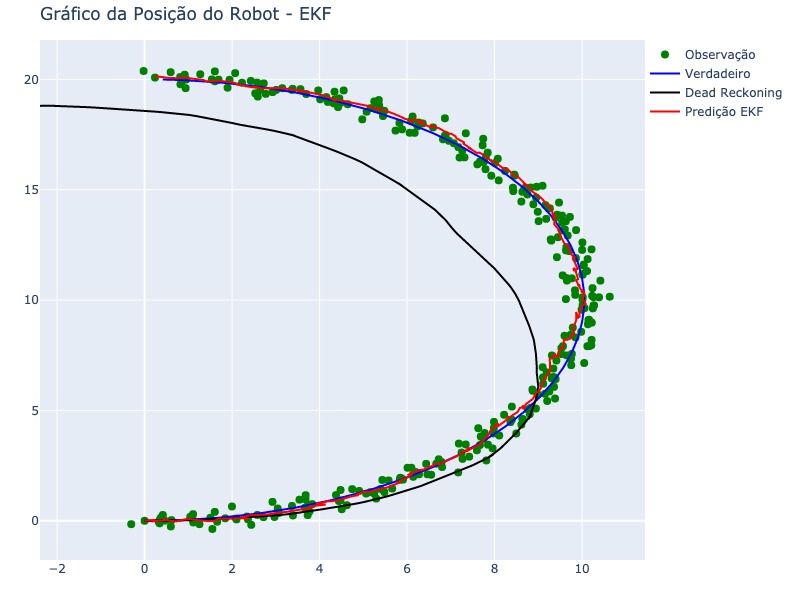 Gráfico da Posição do Robot - EKF
Observação
Verdadeiro
Dead Reckoning
Predição EKF
20
15
10
5
0
−2 0 2 4 6 8 10